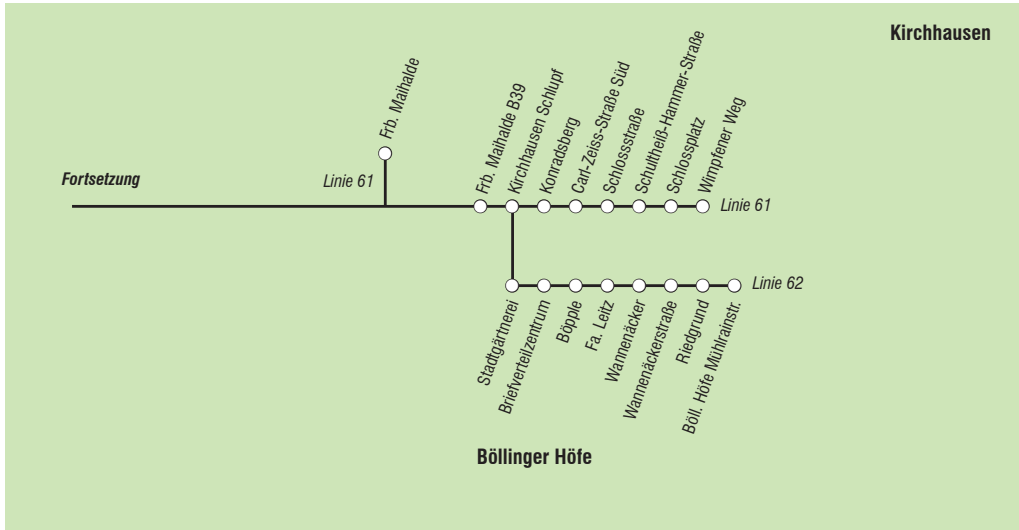 Kirchhausen
Frb. Maihalde
Fortsetzung
Linie 61
Frb. Maihalde B39
Kirchhausen Schlupf
Konradsberg
Carl-Zeiss-Straße Süd
Schlossstraße
Schultheiß-Hammer-Straße
Schlossplatz
Wimpfener Weg
Linie 61
Linie 62
Stadtgärtnerei
Briefverteilzentrum
Böpple
Fa. Leitz
Wannenäcker
Wannenäckerstraße
Riedgrund
Böll. Höfe Mühlrainstr.
Böllinger Höfe